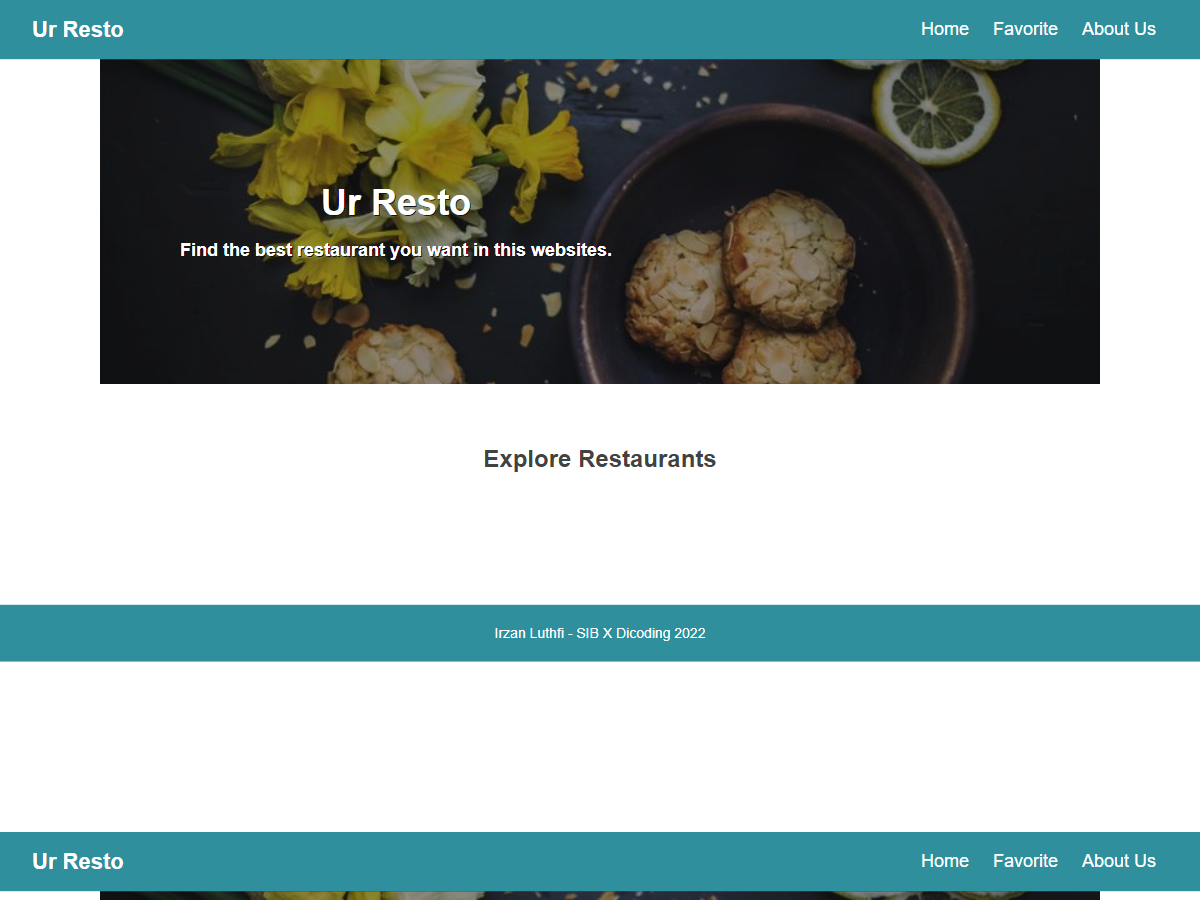 Ur Resto
Home Favorite About Us
Ur Resto
Find the best restaurant you want in this websites.
Explore Restaurants
Irzan Luthfi - SIB X Dicoding 2022
Ur Resto
Home Favorite About Us